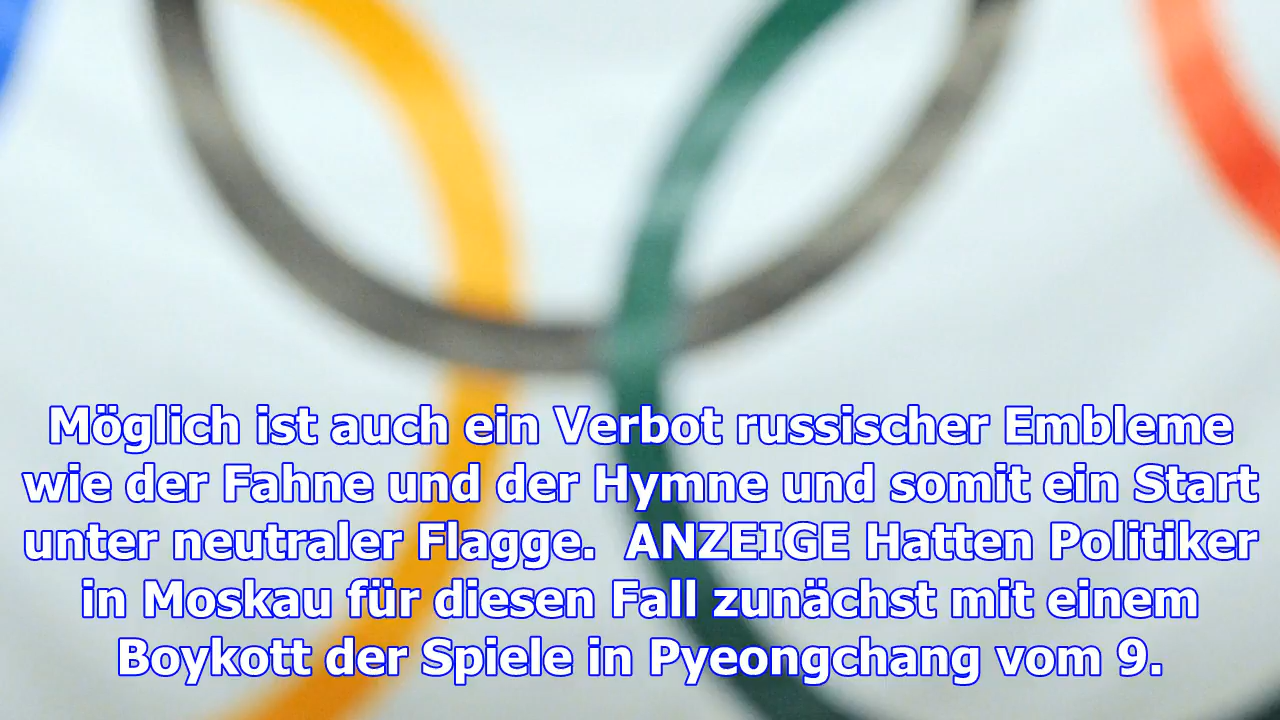 Möglich ist auch ein Verbot russischer Embleme
wie der Fahne und der Hymne und somit ein Start
unter neutraler Flagge.  ANZEIGE Hatten Politiker
in Moskau für diesen Fall zunächst mit einem
Boykott der Spiele in Pyeongchang vom 9.